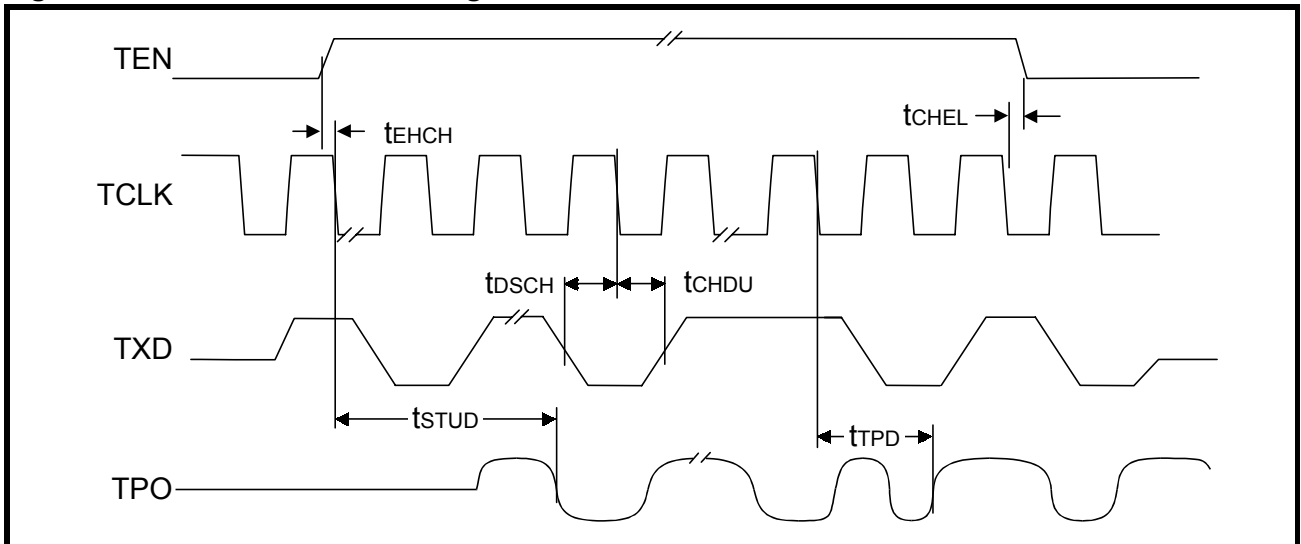 TEN
tCHEL
tEHCH
TCLK
tDSCH
tCHDU
TXD
tSTUD
tTPD
TPO